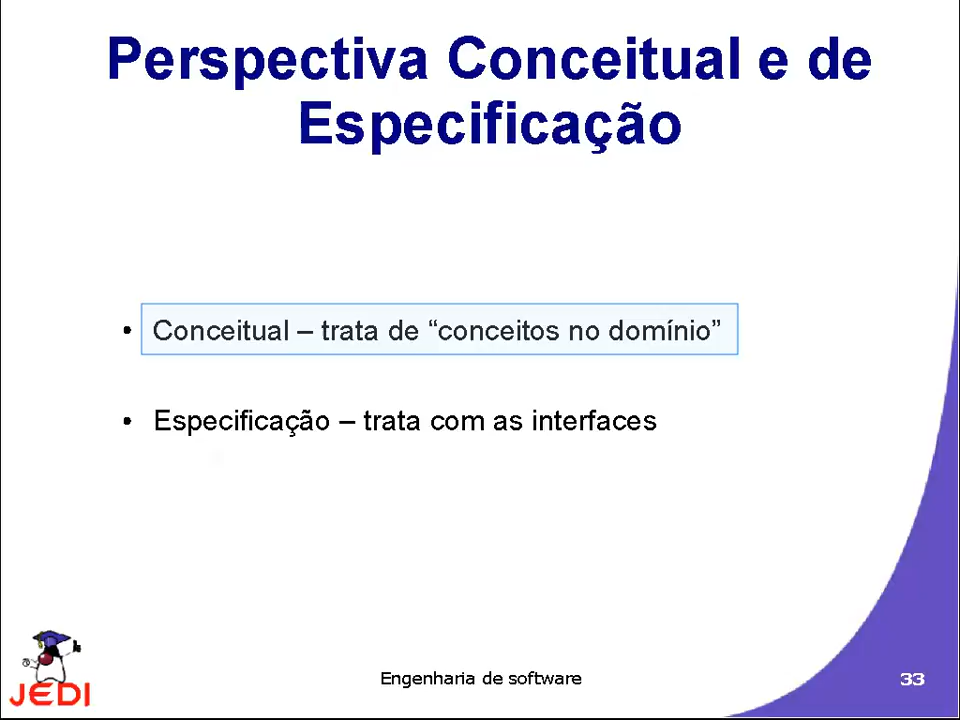 Perspectiva Conceitual e de
Especificação
• Conceitual – trata de “conceitos no domínio”
• Especificação – trata com as interfaces
JEDI
Engenharia de software
33